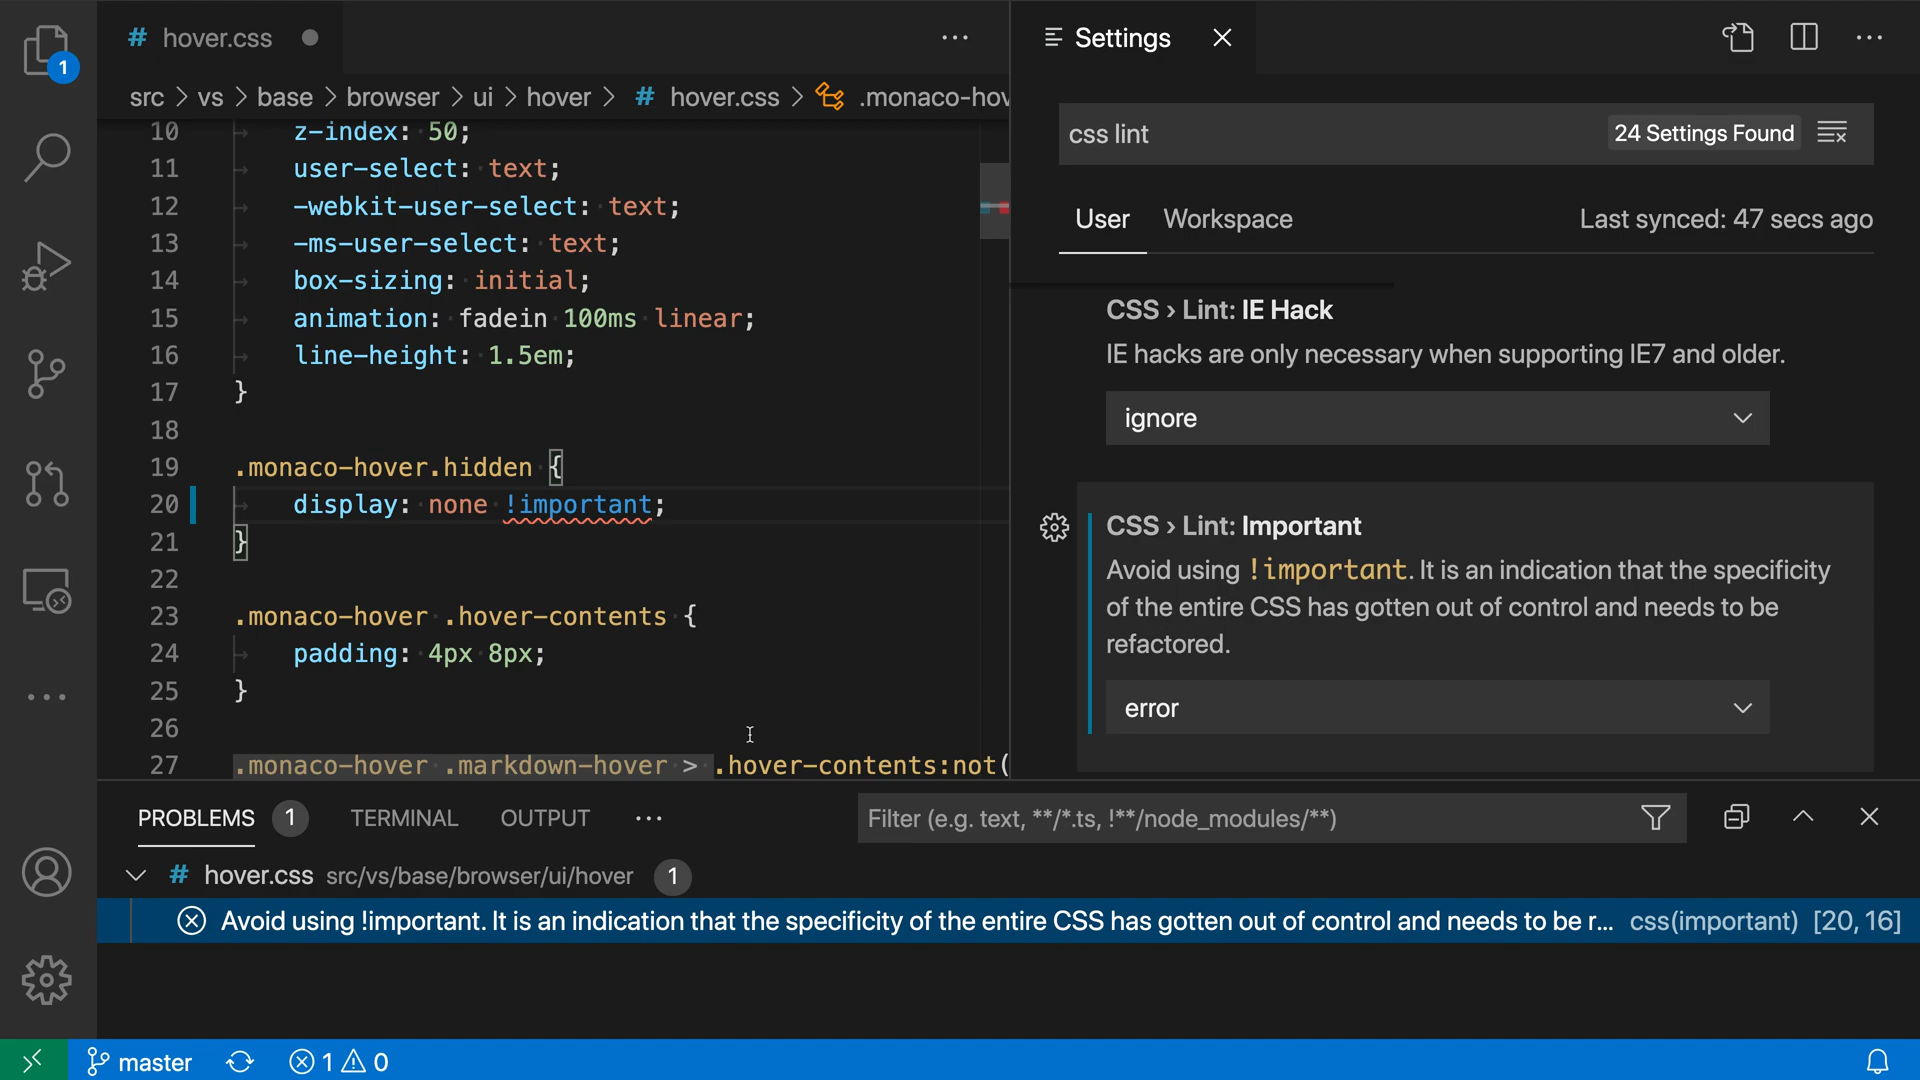 1
# hover.css
src > vs > base > browser > ui > hover > # hover.css > .monaco-hov
10 z-index: 50;
11 user-select: text;
12 -webkit-user-select: text;
13 -ms-user-select: text;
14 box-sizing: initial;
15 animation: fadein 100ms linear;
16 line-height: 1.5em;
17 }
18
19 .monaco-hover.hidden {
20 display: none !important;
21 }
22
23 .monaco-hover .hover-contents {
24 padding: 4px 8px;
25 }
26
27 .monaco-hover .markdown-hover > .hover-contents:not(
Settings
css lint
24 Settings Found
User Workspace Last synced: 47 secs ago
CSS › Lint: IE Hack
IE hacks are only necessary when supporting IE7 and older.
ignore
CSS › Lint: Important
Avoid using !important. It is an indication that the specificity
of the entire CSS has gotten out of control and needs to be
refactored.
error
PROBLEMS 1 TERMINAL OUTPUT ··· Filter (e.g. text, **/*.ts, !**/node_modules/**)
# hover.css src/vs/base/browser/ui/hover 1
Avoid using !important. It is an indication that the specificity of the entire CSS has gotten out of control and needs to be r... css(important) [20, 16]
master 1 0